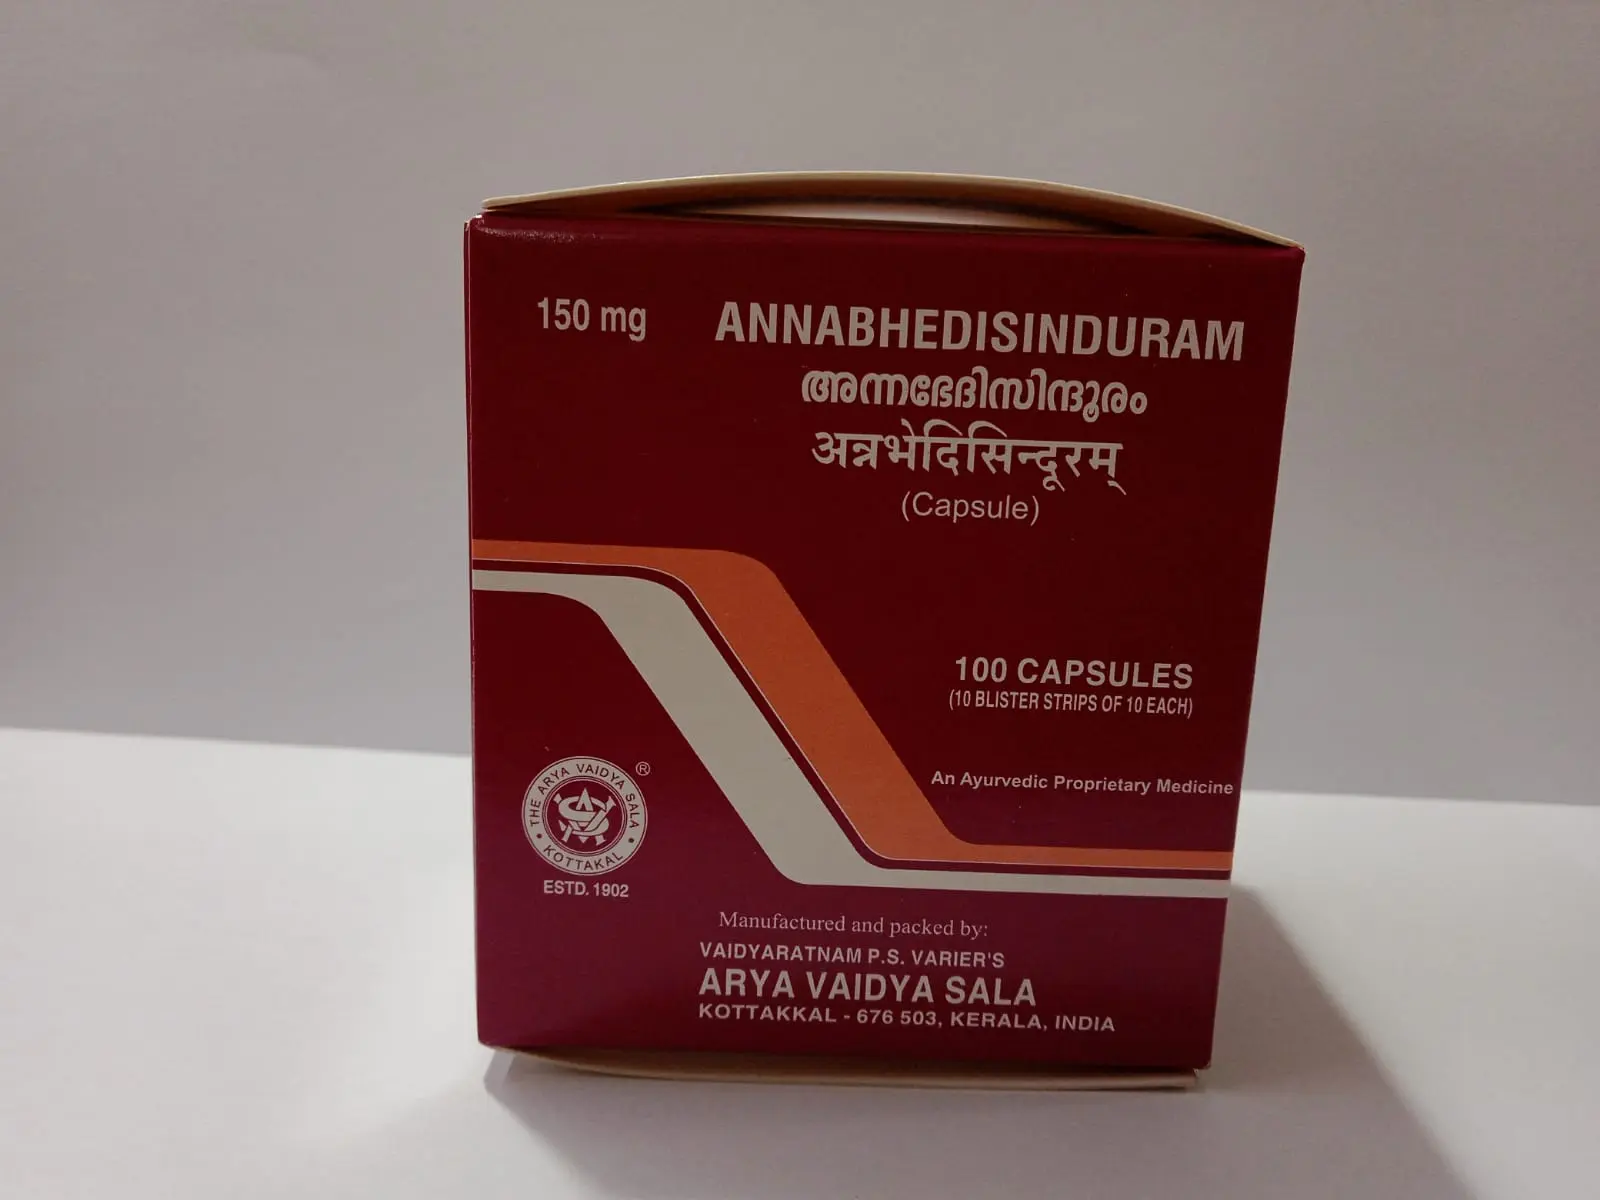 150 mg
ANNABHEDISINDURAM
അന്നഭേദിസിന്ദൂരം
अन्नभेदिसिन्दूरम्
(Capsule)
100 CAPSULES
(10 BLISTER STRIPS OF 10 EACH)
An Ayurvedic Proprietary Medicine
THE ARYA VAIDYA SALA
KOTTAKAL
®
ESTD. 1902
Manufactured and packed by:
VAIDYARATNAM P.S. VARIER'S
ARYA VAIDYA SALA
KOTTAKKAL - 676 503, KERALA, INDIA